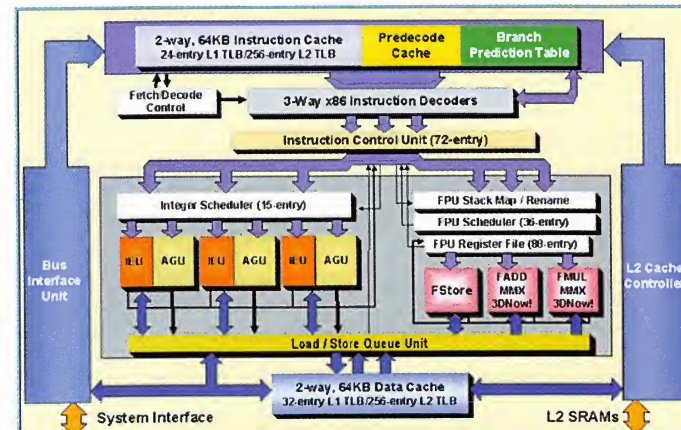 2-way, 64KB Instruction Cache
24-entry L1 TLB/256-entry L2 TLB
Predecode
Cache
Branch
Prediction Table
Fetch/Decode
Control
3-Way x86 Instruction Decoders
Instruction Control Unit (72-entry)
Bus
Interface
Unit
L2 Cache
Controller
Integer Scheduler (15-entry)
FPU Stack Map / Rename
FPU Scheduler (36-entry)
FPU Register File (88-entry)
IEU
AGU
IEU
AGU
IEU
AGU
FStore
FADD
MMX
3DNow!
FMUL
MMX
3DNow!
Load / Store Queue Unit
2-way, 64KB Data Cache
32-entry L1 TLB/256-entry L2 TLB
System Interface
L2 SRAMs